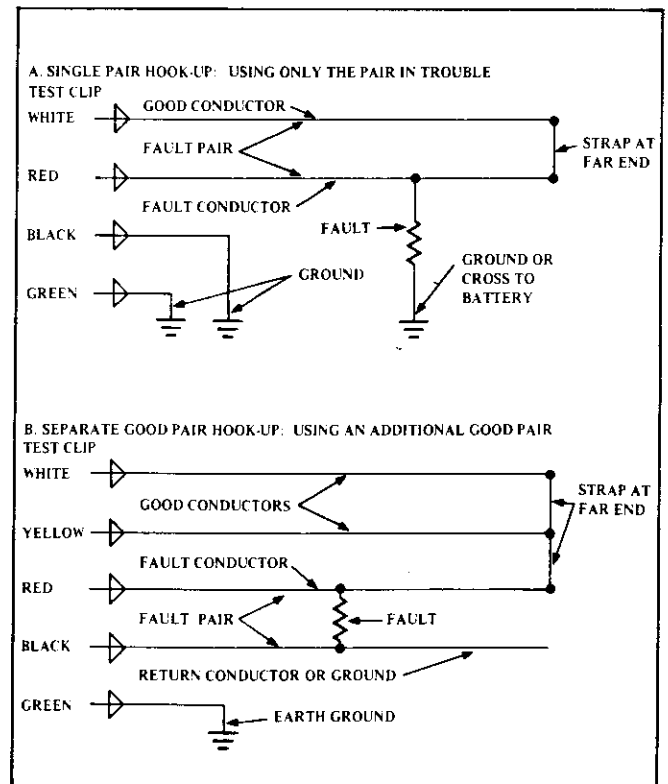 A. SINGLE PAIR HOOK-UP: USING ONLY THE PAIR IN TROUBLE
TEST CLIP
WHITE
GOOD CONDUCTOR
FAULT PAIR
STRAP AT
FAR END
RED
FAULT CONDUCTOR
BLACK
FAULT
GROUND
GROUND OR
CROSS TO
BATTERY
GREEN
B. SEPARATE GOOD PAIR HOOK-UP: USING AN ADDITIONAL GOOD PAIR
TEST CLIP
WHITE
GOOD CONDUCTORS
STRAP AT
FAR END
YELLOW
FAULT CONDUCTOR
RED
FAULT PAIR
FAULT
BLACK
RETURN CONDUCTOR OR GROUND
GREEN
EARTH GROUND